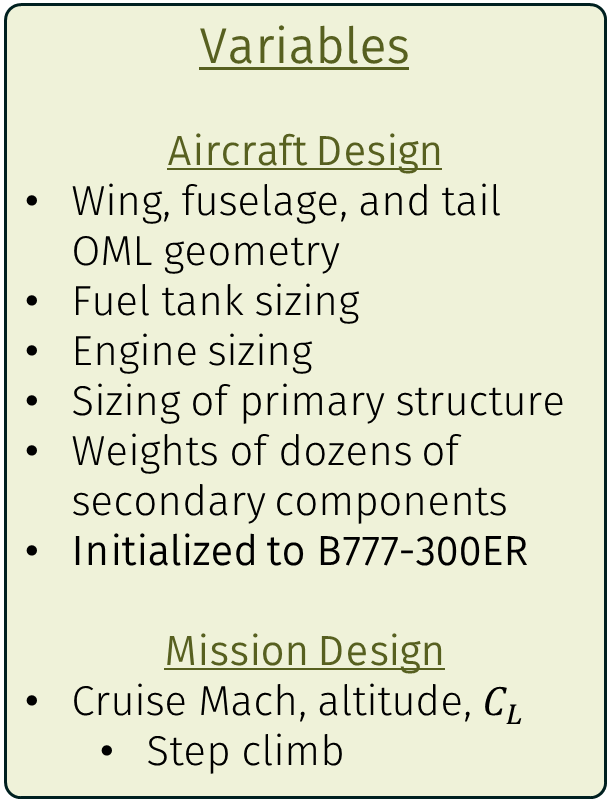 Variables
Aircraft Design
• Wing, fuselage, and tail
OML geometry
• Fuel tank sizing
• Engine sizing
• Sizing of primary structure
• Weights of dozens of
secondary components
• Initialized to B777-300ER
Mission Design
• Cruise Mach, altitude, C_L
• Step climb